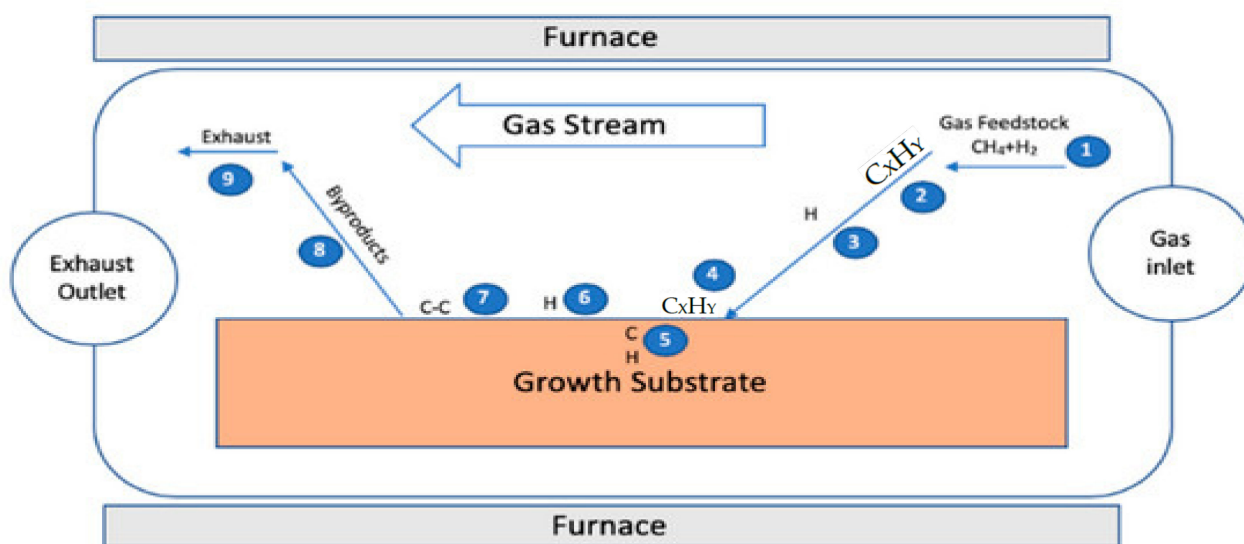 Furnace
Gas Stream
Exhaust
9
Gas Feedstock
CH₄+H₂
1
CxHY
2
H
3
Byproducts
8
Exhaust
Outlet
Gas
inlet
4
C-C
7
H
6
CxHY
C
H
5
Growth Substrate
Furnace